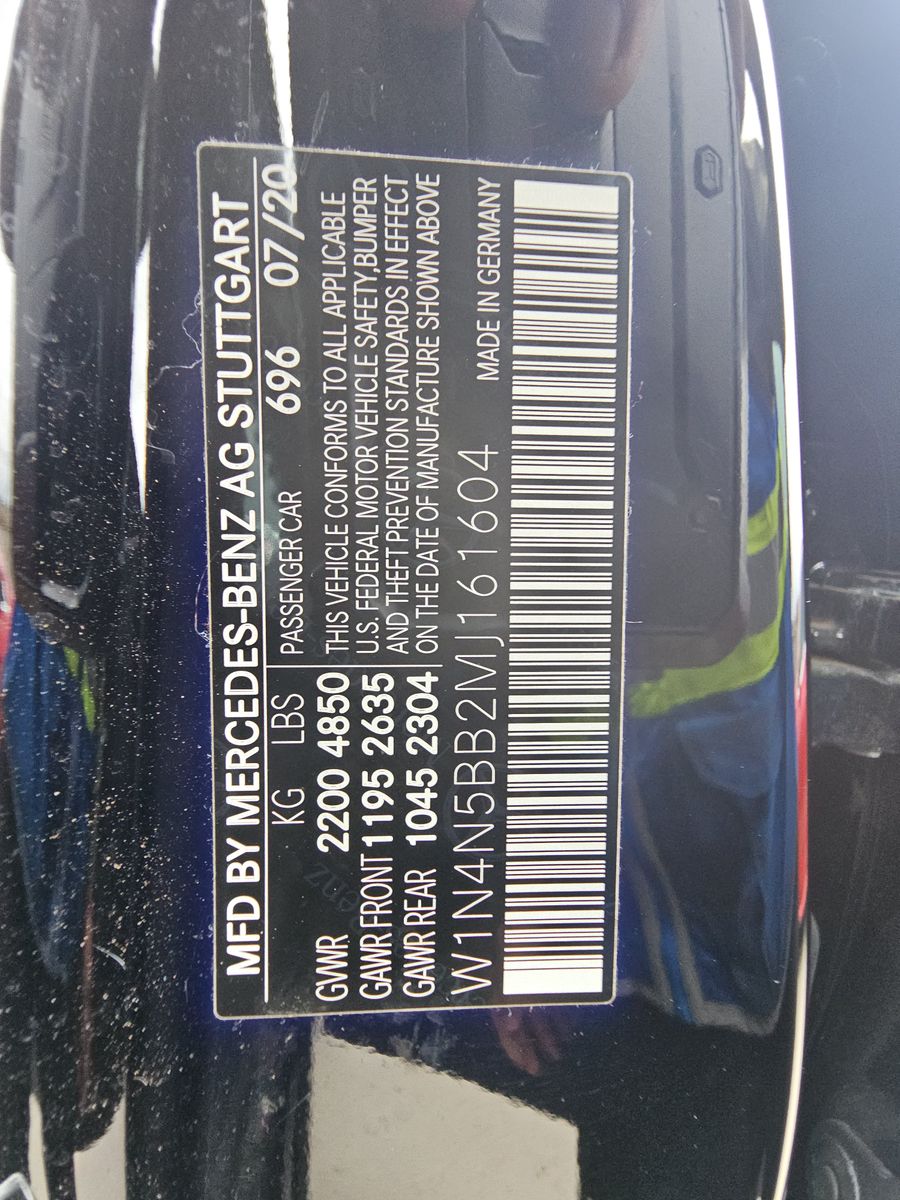 MFD BY MERCEDES-BENZ AG STUTTGART
KG LBS PASSENGER CAR 696 07/20
GVWR 2200 4850
GAWR FRONT 1195 2635
GAWR REAR 1045 2304
THIS VEHICLE CONFORMS TO ALL APPLICABLE
U.S. FEDERAL MOTOR VEHICLE SAFETY,BUMPER
AND THEFT PREVENTION STANDARDS IN EFFECT
ON THE DATE OF MANUFACTURE SHOWN ABOVE
W1N4N5BB2MJ161604 MADE IN GERMANY